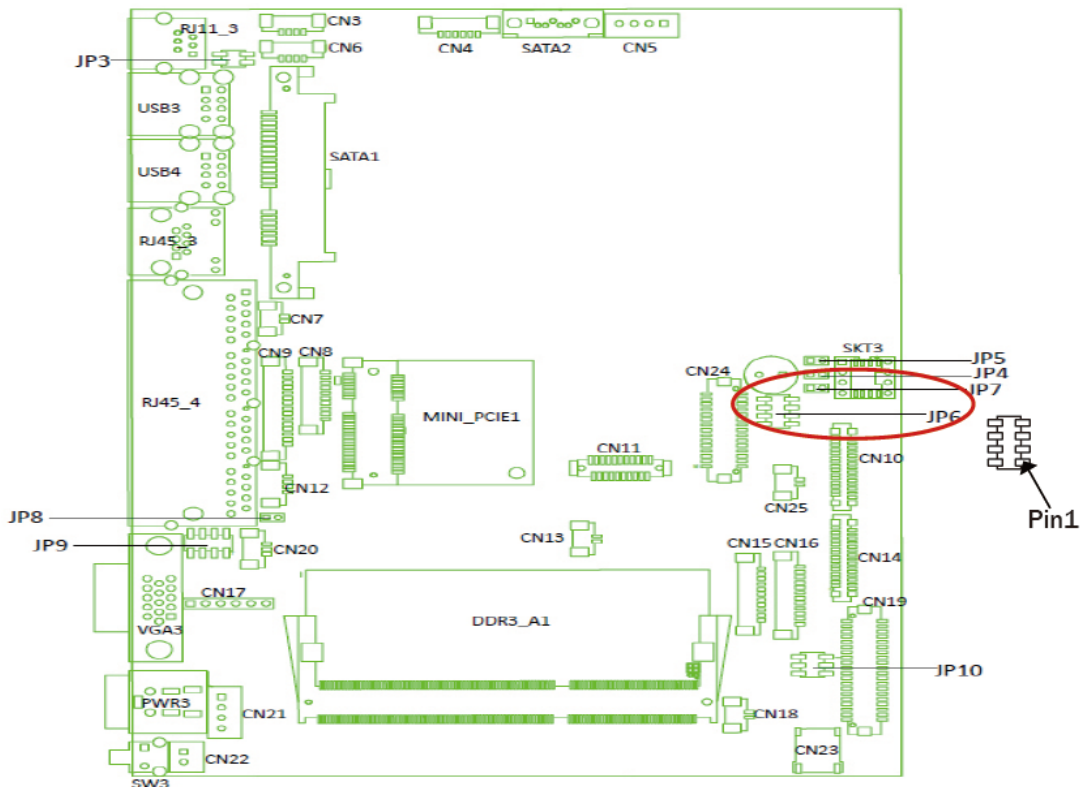 RJ11_3
CN3
CN4
SATA2
CN5
JP3
CN6
USB3
SATA1
USB4
RJ45_3
CN7
CN9
CN8
SKT3
JP5
CN24
JP4
JP7
RJ45_4
MINI_PCIE1
JP6
CN11
CN10
CN12
CN25
Pin1
JP8
JP9
CN20
CN13
CN15
CN16
CN14
CN17
CN19
VGA3
DDR3_A1
JP10
PWR3
CN21
CN18
CN22
CN23
SW3